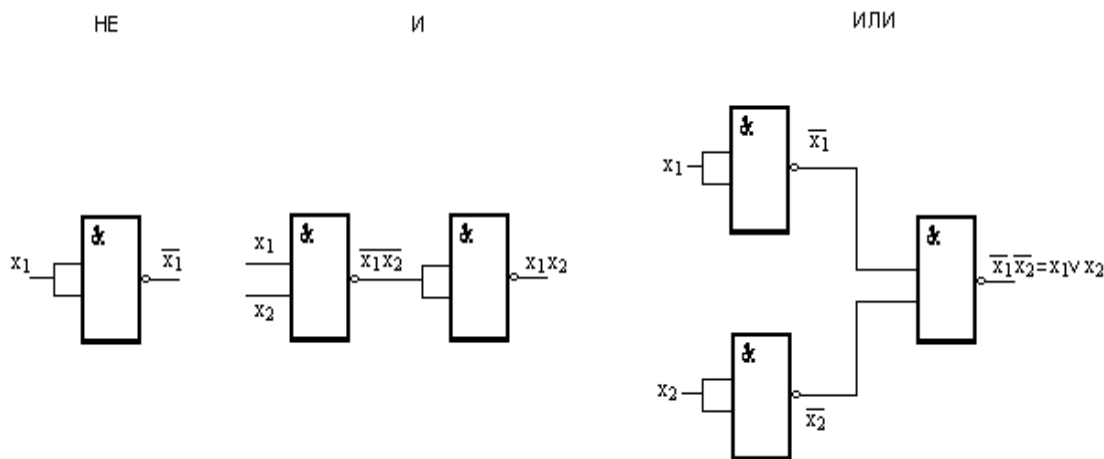 НЕ
И
ИЛИ
&
x₁
x̅₁
&
x₁
x₂
x̅₁x̅₂
&
x₁x₂
&
x₁
x̅₁
&
x₂
x̅₂
&
x̅₁x̅₂=x₁∨x₂